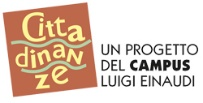 Citta
dinan
ze
UN PROGETTO
DEL CAMPUS
LUIGI EINAUDI